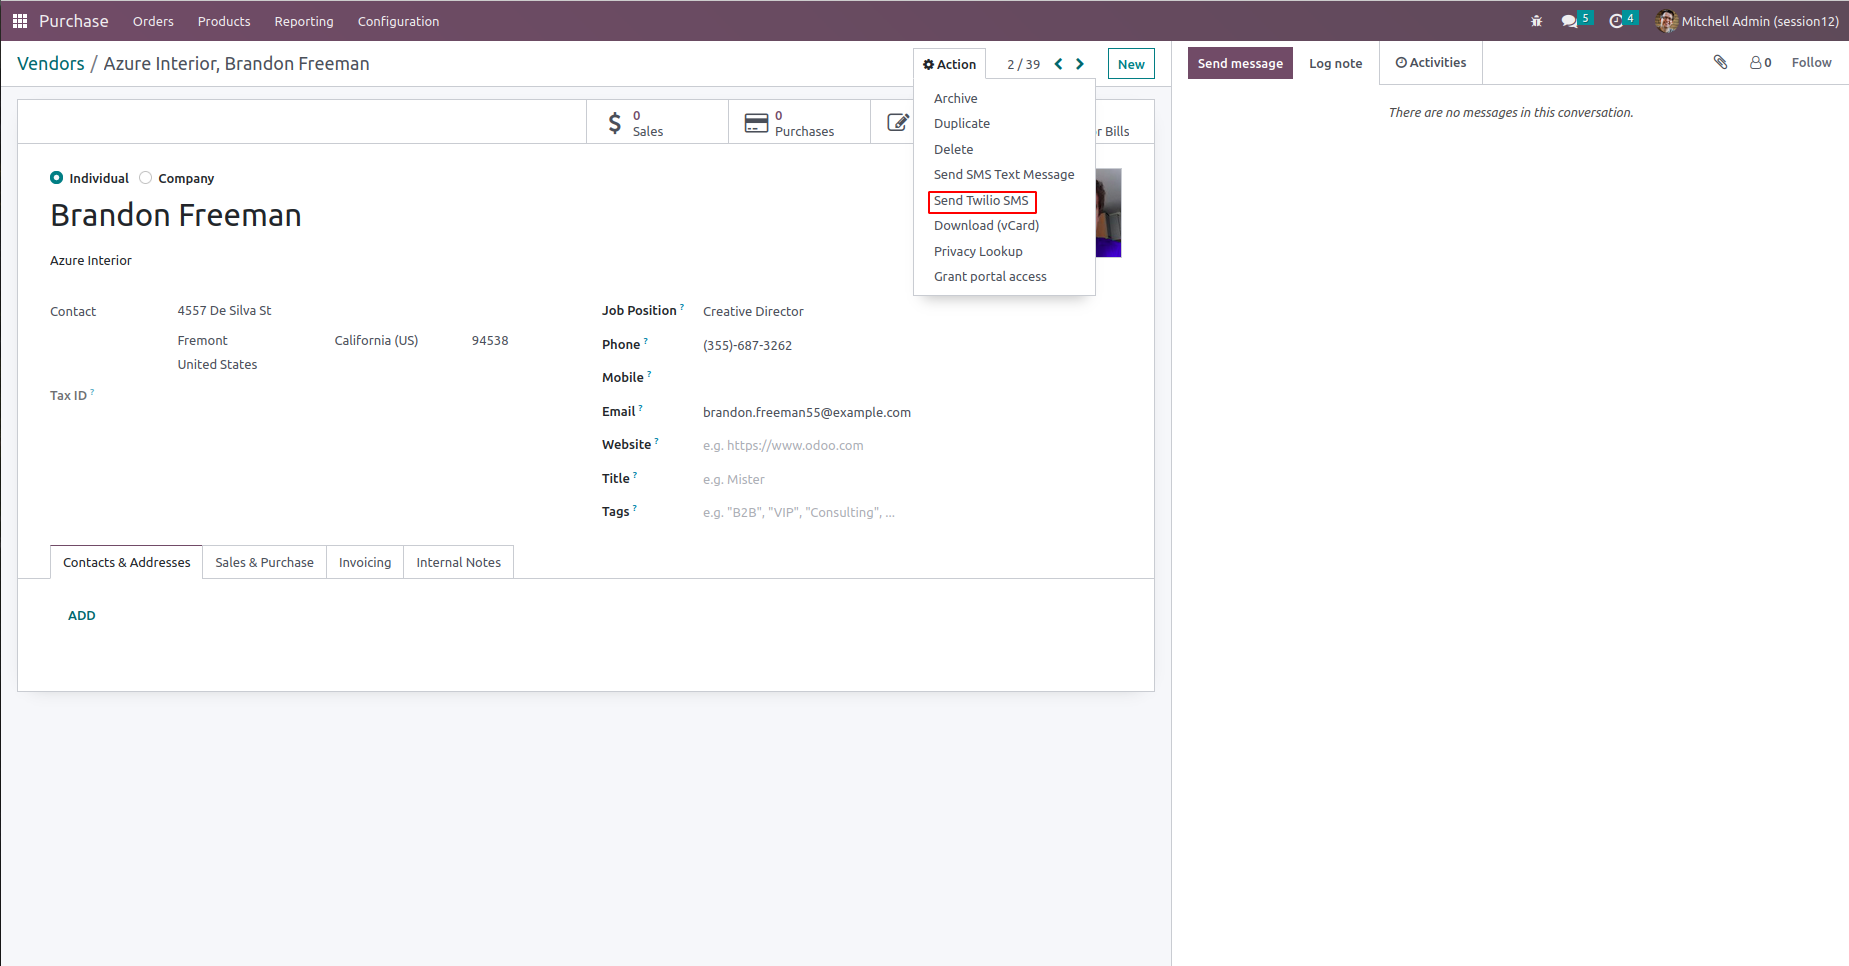 Purchase Orders Products Reporting Configuration 5 4 Mitchell Admin (session12)
Vendors / Azure Interior, Brandon Freeman Action 2 / 39 New Send message Log note Activities 0 Follow
There are no messages in this conversation.
Archive
Duplicate
Delete
Send SMS Text Message
Send Twilio SMS
Download (vCard)
Privacy Lookup
Grant portal access
0
Sales
0
Purchases
Bills
Individual Company
Brandon Freeman
Azure Interior
Contact
4557 De Silva St
Fremont California (US) 94538
United States
Tax ID ?
Job Position ? Creative Director
Phone ? (355)-687-3262
Mobile ?
Email ? brandon.freeman55@example.com
Website ? e.g. https://www.odoo.com
Title ? e.g. Mister
Tags ? e.g. "B2B", "VIP", "Consulting", ...
Contacts & Addresses Sales & Purchase Invoicing Internal Notes
ADD